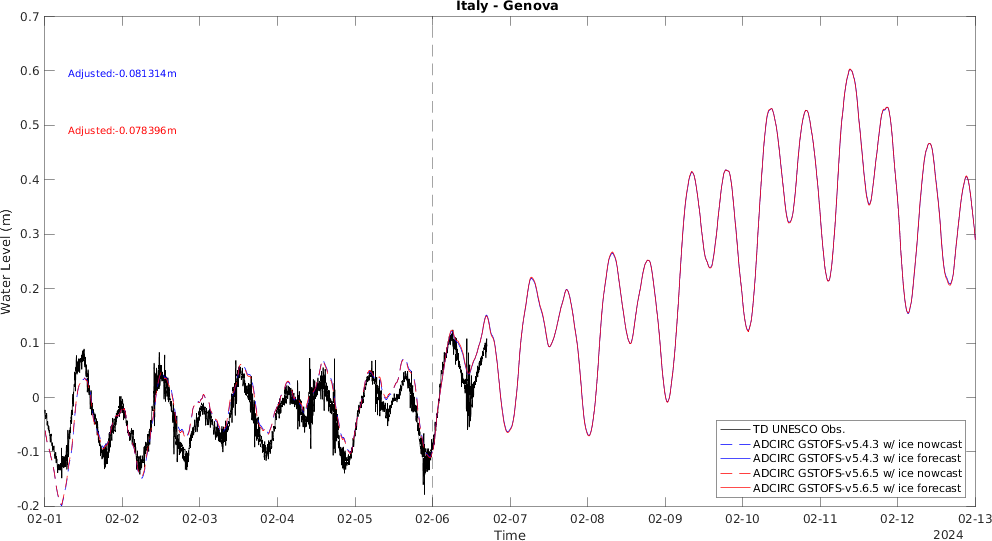 Italy - Genova
Adjusted:-0.081314m
Adjusted:-0.078396m
Water Level (m)
0.7
0.6
0.5
0.4
0.3
0.2
0.1
0
-0.1
-0.2
TD UNESCO Obs.
ADCIRC GSTOFS-v5.4.3 w/ ice nowcast
ADCIRC GSTOFS-v5.4.3 w/ ice forecast
ADCIRC GSTOFS-v5.6.5 w/ ice nowcast
ADCIRC GSTOFS-v5.6.5 w/ ice forecast
02-01 02-02 02-03 02-04 02-05 02-06 02-07 02-08 02-09 02-10 02-11 02-12 02-13
Time
2024